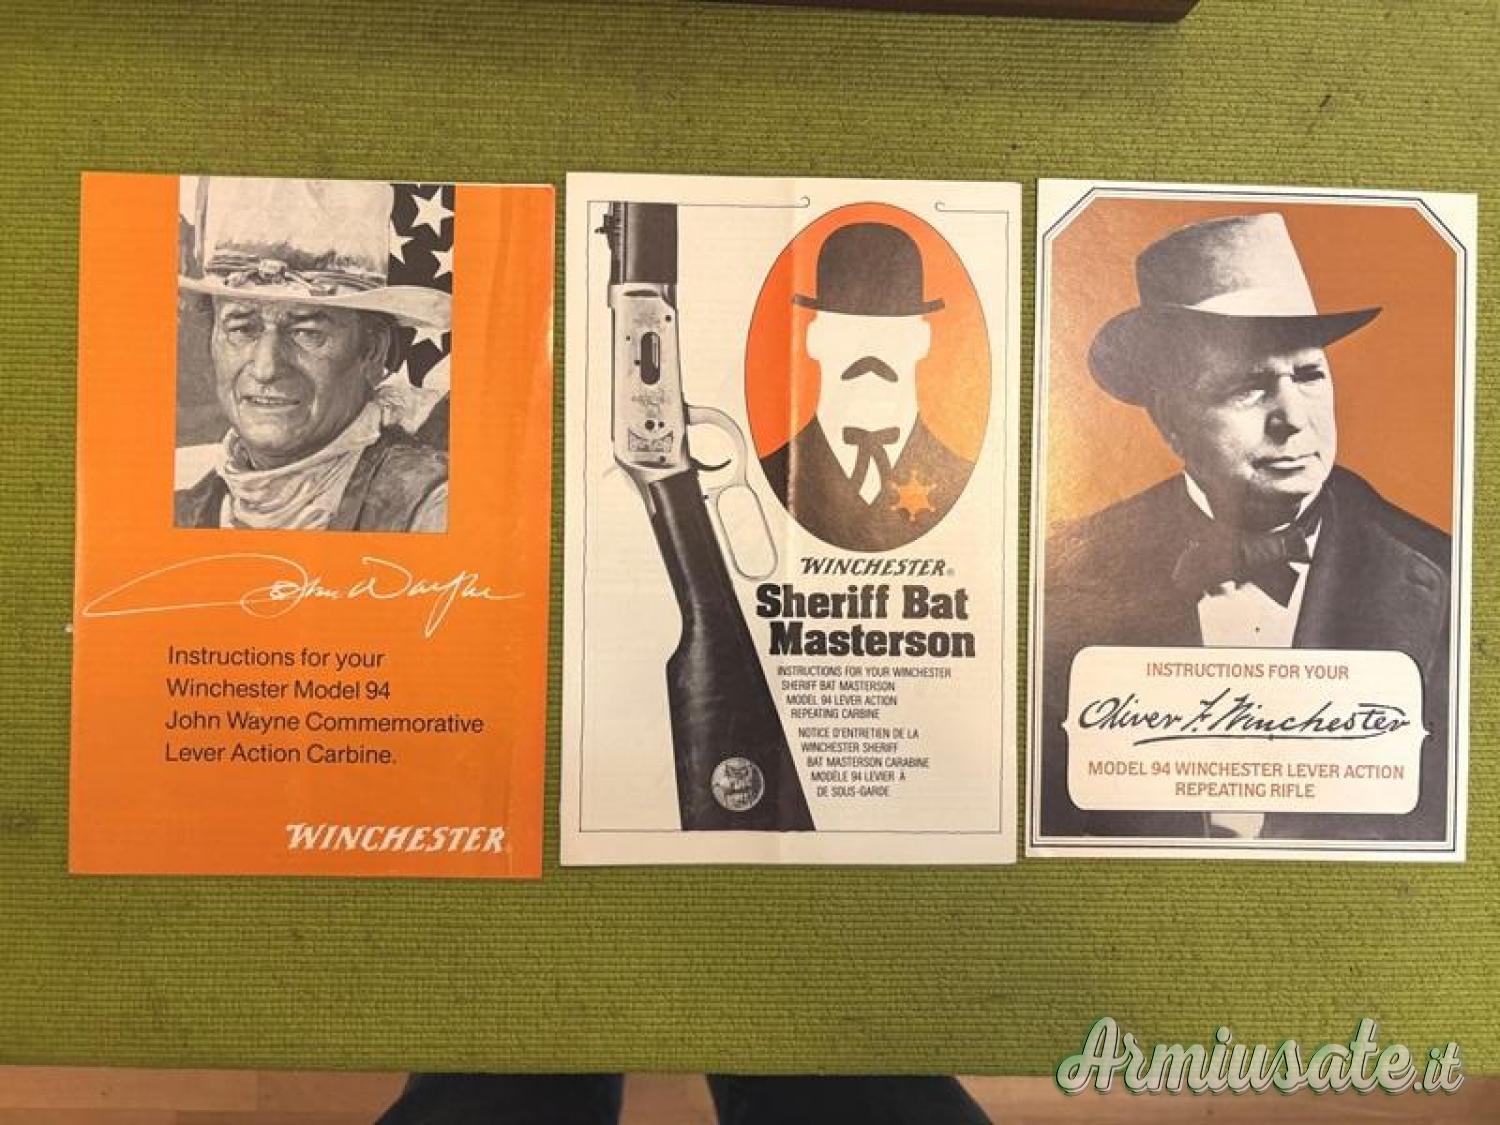 John Wayne
Instructions for your
Winchester Model 94
John Wayne Commemorative
Lever Action Carbine.
WINCHESTER
WINCHESTER®
Sheriff Bat
Masterson
INSTRUCTIONS FOR YOUR WINCHESTER
SHERIFF BAT MASTERSON
MODEL 94 LEVER ACTION
REPEATING CARBINE
NOTICE D'ENTRETIEN DE LA
WINCHESTER SHERIFF
BAT MASTERSON CARABINE
MODÈLE 94 LEVIER À
DE SOUS-GARDE
INSTRUCTIONS FOR YOUR
Oliver F. Winchester
MODEL 94 WINCHESTER LEVER ACTION
REPEATING RIFLE
Armiusate.it